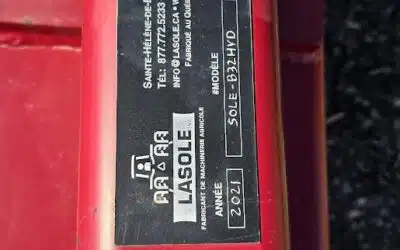 SAINTE-HÉLÈNE-DE-
TÉL: 877.772.5233
INFO@LASOLE.CA • W
FABRIQUÉ AU QUÉ
LASOLE
FABRICANT DE MACHINERIE AGRICOLE
#MODÈLE
SOLE-B32HYD
ANNÉE
2021